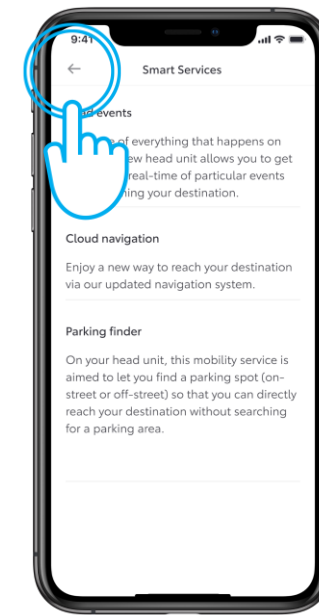 9:41
Smart Services
events
of everything that happens on
ew head unit allows you to get
real-time of particular events
ning your destination.
Cloud navigation
Enjoy a new way to reach your destination
via our updated navigation system.
Parking finder
On your head unit, this mobility service is
aimed to let you find a parking spot (on-
street or off-street) so that you can directly
reach your destination without searching
for a parking area.